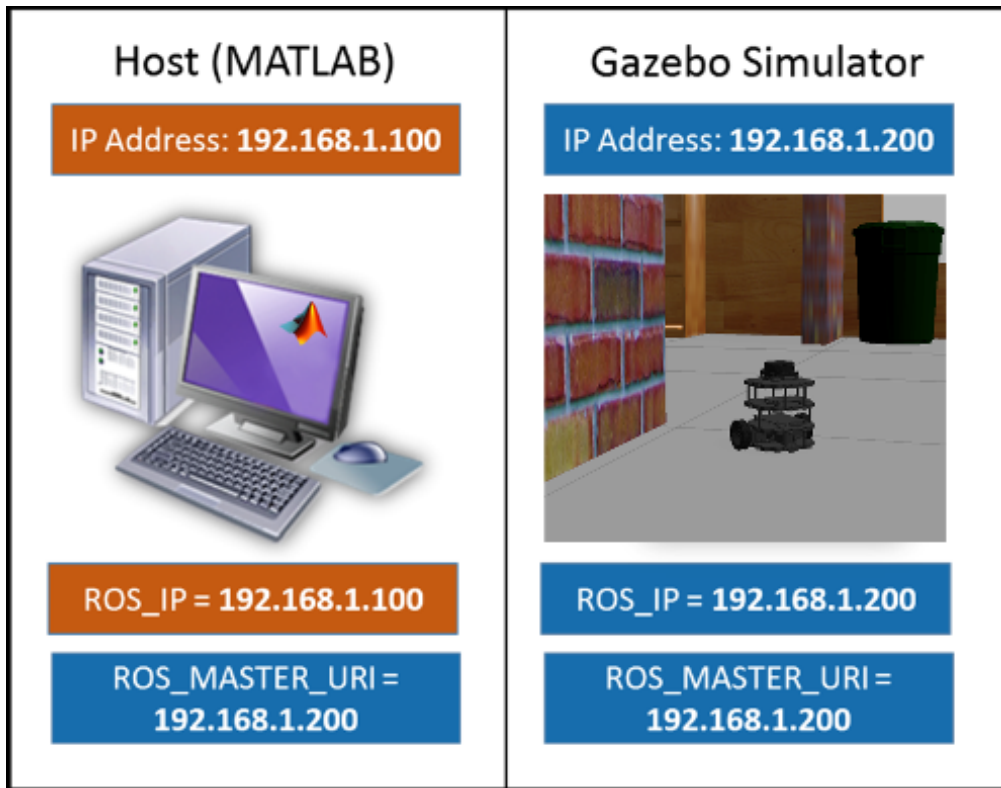 Host (MATLAB)
IP Address: 192.168.1.100
ROS_IP = 192.168.1.100
ROS_MASTER_URI =
192.168.1.200
Gazebo Simulator
IP Address: 192.168.1.200
ROS_IP = 192.168.1.200
ROS_MASTER_URI =
192.168.1.200